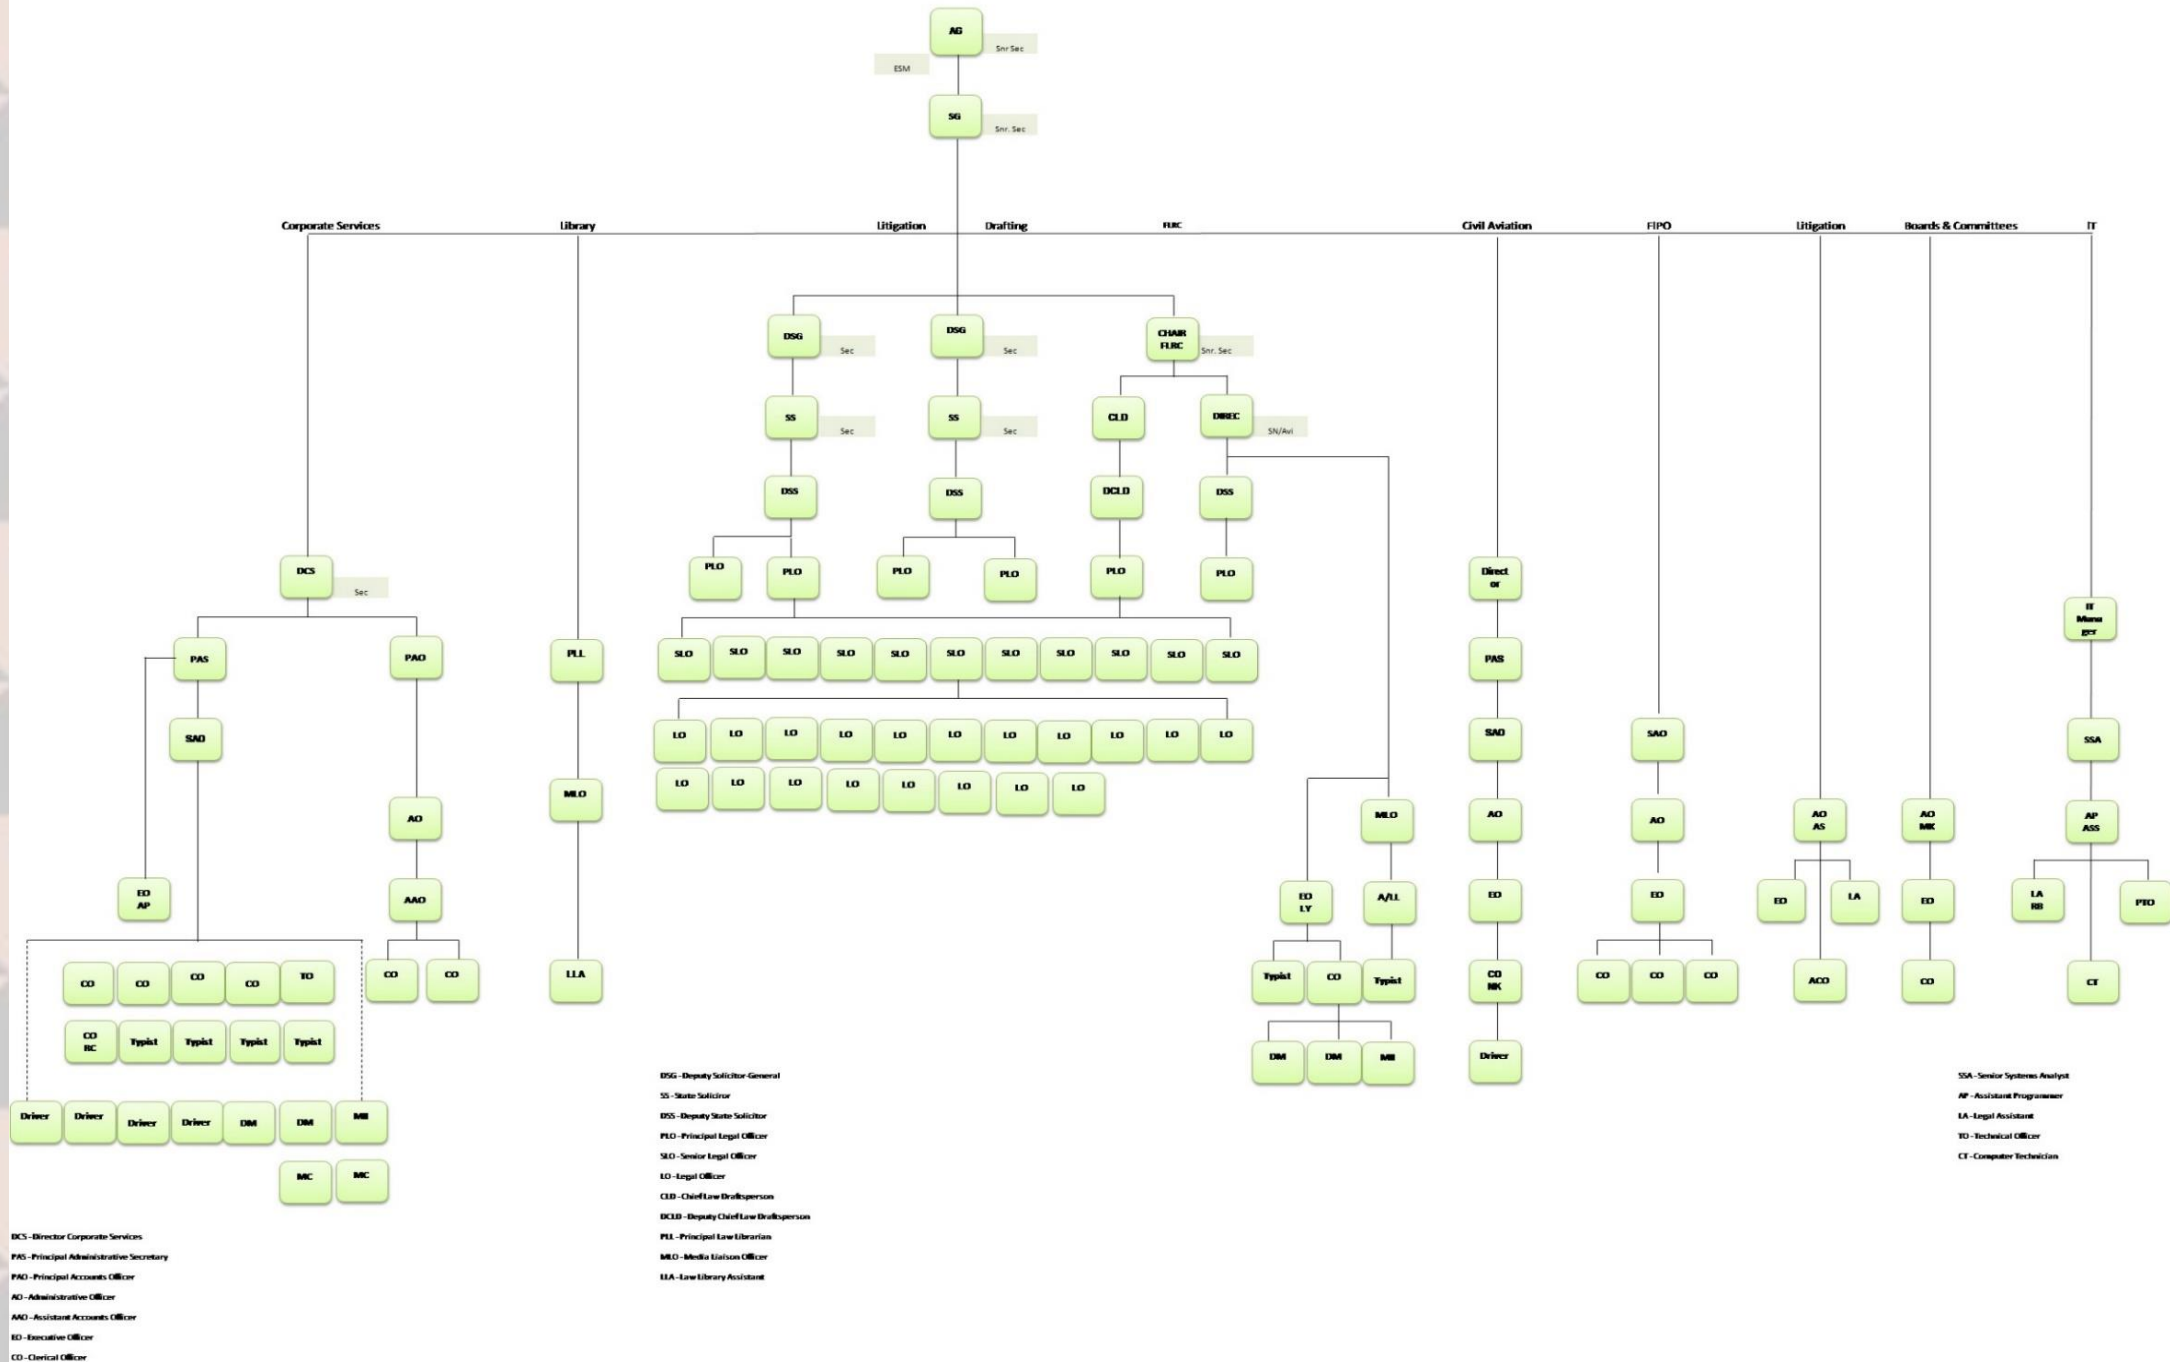 AG
Snr Sec
ESM
SG
Snr. Sec
Corporate Services
Library
Litigation
Drafting
FLRC
Civil Aviation
FIPO
Litigation
Boards & Committees
IT
DSG
Sec
DSG
Sec
CHAIR
FLRC
Snr. Sec
SS
Sec
SS
Sec
CLD
DIREC
SN/Avi
DSS
DSS
DCLD
DSS
DCS
Sec
PLO
PLO
PLO
PLO
PLO
PLO
Direct
or
IT
Mana
ger
PAS
PAO
PLL
SLO
SLO
SLO
SLO
SLO
SLO
SLO
SLO
SLO
SLO
SLO
PAS
SAO
LO
LO
LO
LO
LO
LO
LO
LO
LO
LO
LO
SAO
SAO
SSA
LO
LO
LO
LO
LO
LO
LO
LO
AO
MLO
MLO
AO
AO
AO
AS
AO
MK
AP
ASS
EO
AP
AAO
EO
LY
A/LL
EO
EO
EO
LA
EO
LA
RB
PTO
CO
CO
CO
CO
TO
CO
CO
LLA
Typist
CO
Typist
CO
NK
CO
CO
CO
ACO
CO
CT
CO
RC
Typist
Typist
Typist
Typist
DM
DM
Driver
Driver
Driver
Driver
Driver
DM
DM
MC
MC
DSG - Deputy Solicitor-General
SS - State Soliciror
DSS - Deputy State Solicitor
PLO - Principal Legal Officer
SLO - Senior Legal Officer
LO - Legal Officer
CLD - Chief Law Draftsperson
DCLD - Deputy Chief Law Draftsperson
PLL - Principal Law Librarian
MLO - Media Liaison Officer
LLA - Law Library Assistant
SSA - Senior Systems Analyst
AP - Assistant Programmer
LA - Legal Assistant
TO - Technical Officer
CT - Computer Technician
DCS - Director Corporate Services
PAS - Principal Administrative Secretary
PAO - Principal Accounts Officer
AO - Administrative Officer
AAO - Assistant Accounts Officer
EO - Executive Officer
CO - Clerical Officer